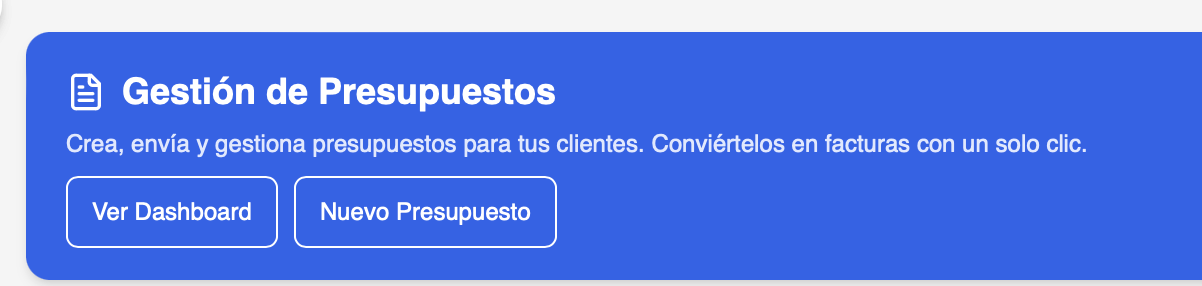 Gestión de Presupuestos
Crea, envía y gestiona presupuestos para tus clientes. Conviértelos en facturas con un solo clic.
Ver Dashboard
Nuevo Presupuesto